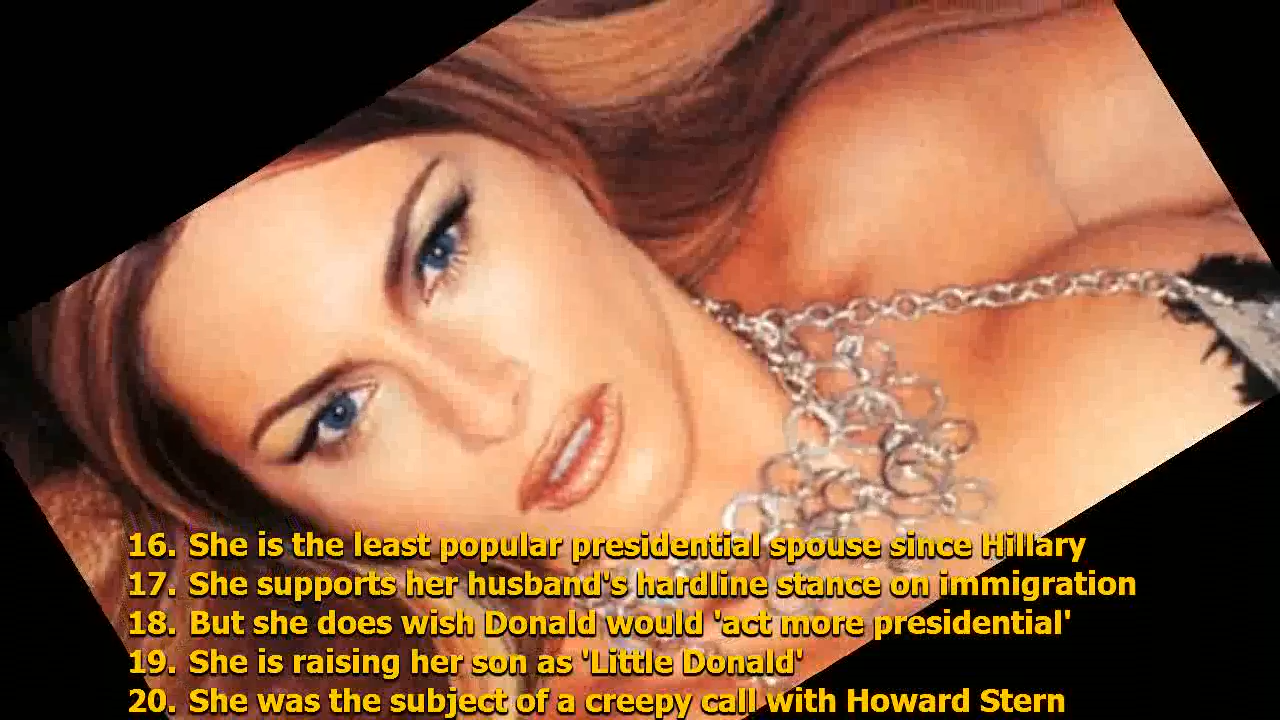 16. She is the least popular presidential spouse since Hillary
17. She supports her husband's hardline stance on immigration
18. But she does wish Donald would 'act more presidential'
19. She is raising her son as 'Little Donald'
20. She was the subject of a creepy call with Howard Stern